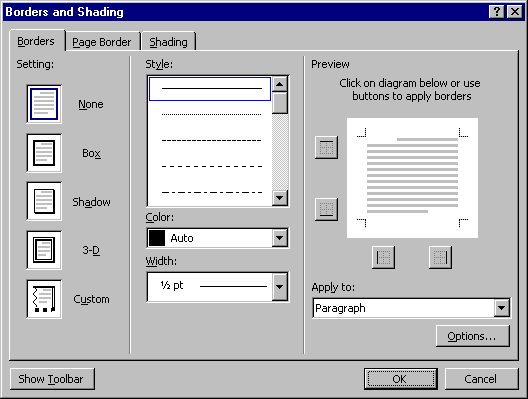 Borders and Shading
Borders
Page Border
Shading
Setting:
None
Box
Shadow
3-D
Custom
Style:
Color:
Auto
Width:
½ pt
Preview
Click on diagram below or use
buttons to apply borders
Apply to:
Paragraph
Options...
Show Toolbar
OK
Cancel